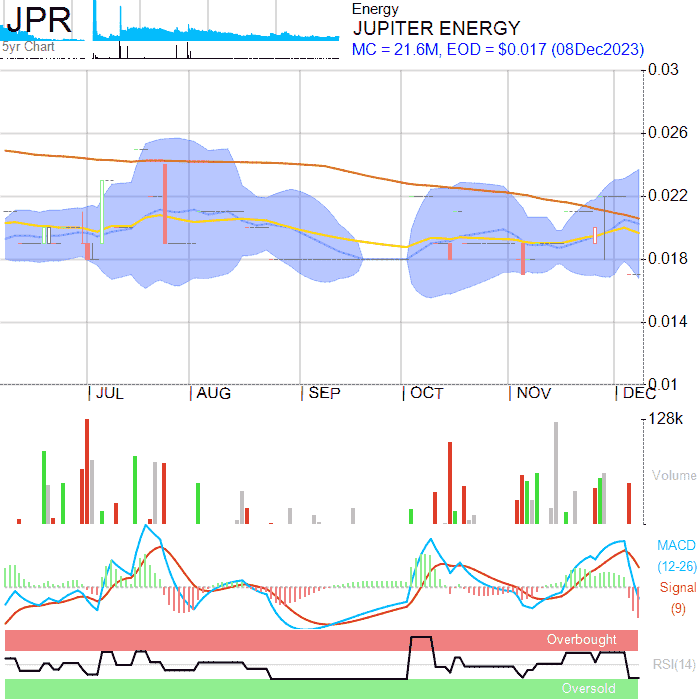 JPR
5yr Chart
Energy
JUPITER ENERGY
MC = 21.6M, EOD = $0.017 (08Dec2023)
0.03
0.026
0.022
0.018
0.014
0.01
JUL AUG SEP OCT NOV DEC
128k
Volume
MACD
(12-26)
Signal
(9)
Overbought
RSI(14)
Oversold